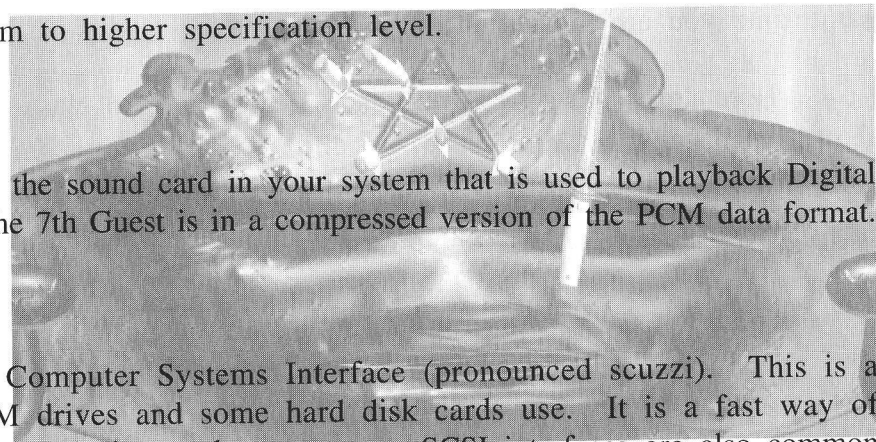 m to higher specification level.
the sound card in your system that is used to playback Digital
ne 7th Guest is in a compressed version of the PCM data format.
Computer Systems Interface (pronounced scuzzi). This is a
M drives and some hard disk cards use. It is a fast way of
SCSI are also common